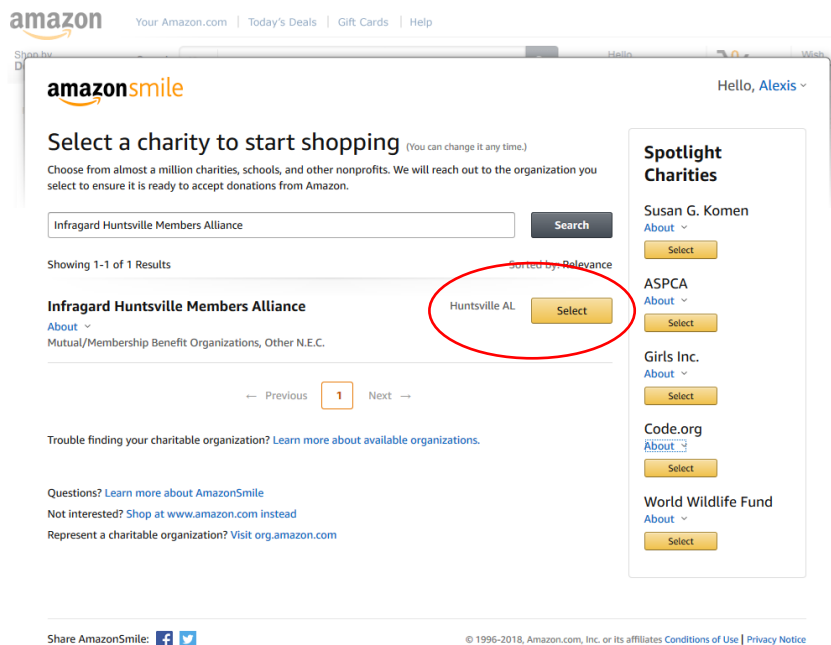 amazon
Your Amazon.com | Today's Deals | Gift Cards | Help
Shop by
Hello
0
Wish
amazonsmile
Hello, Alexis
Select a charity to start shopping (You can change it any time.)
Choose from almost a million charities, schools, and other nonprofits. We will reach out to the organization you
select to ensure it is ready to accept donations from Amazon.
Infragard Huntsville Members Alliance
Search
Showing 1-1 of 1 Results
Sorted by: Relevance
Infragard Huntsville Members Alliance
Huntsville AL
Select
About
Mutual/Membership Benefit Organizations, Other N.E.C.
← Previous 1 Next →
Trouble finding your charitable organization? Learn more about available organizations.
Questions? Learn more about AmazonSmile
Not interested? Shop at www.amazon.com instead
Represent a charitable organization? Visit org.amazon.com
Spotlight
Charities
Susan G. Komen
About
Select
ASPCA
About
Select
Girls Inc.
About
Select
Code.org
About
Select
World Wildlife Fund
About
Select
Share AmazonSmile:
© 1996-2018, Amazon.com, Inc. or its affiliates Conditions of Use | Privacy Notice